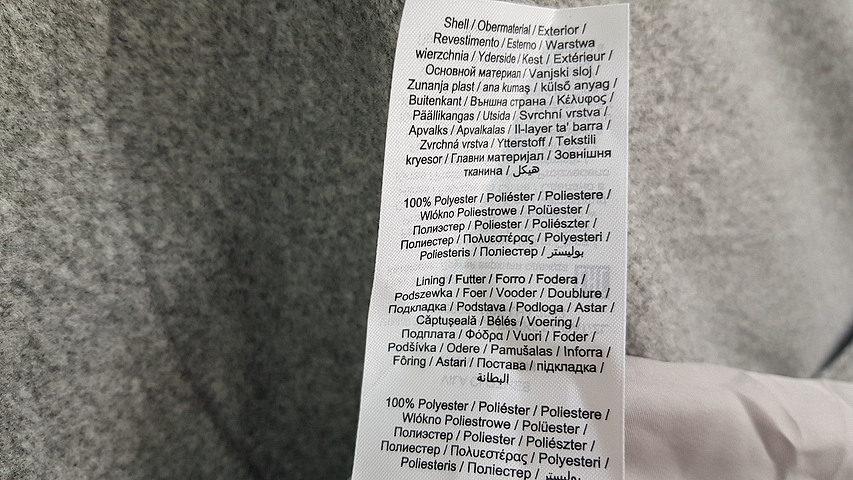 Shell / Obermaterial / Exterior /
Revestimento / Esterno / Warstwa
wierzchnia / Yderside / Kest / Extérieur /
Основной материал / Vanjski sloj /
Zunanja plast / ana kumaş / külső anyag /
Buitenkant / Външна страна / Κέλυφος /
Päällikangas / Utsida / Svrchní vrstva /
Apvalks / Apvalkalas / Il-layer ta' barra /
Zvrchná vrstva / Ytterstoff / Tekstili
kryesor / Главни материјал / Зовнішня
тканина / هيكل
100% Polyester / Poliéster / Poliestere /
Wlókno Poliestrowe / Polüester /
Полиэстер / Poliester / Poliészter /
Полиестер / Πολυεστέρας / Polyesteri /
Poliesteris / Поліестер / بوليستر
Lining / Futter / Forro / Fodera /
Podszewka / Foer / Vooder / Doublure /
Подкладка / Podstava / Podloga / Astar /
Căptuşeală / Bélés / Voering /
Подплата / Φόδρα / Vuori / Foder /
Podšívka / Odere / Pamušalas / Inforra /
Fôring / Astari / Постава / підкладка /
البطانة
100% Polyester / Poliéster / Poliestere /
Wlókno Poliestrowe / Polüester /
Полиэстер / Poliester / Poliészter /
Полиестер / Πολυεστέρας / Polyesteri /
Poliesteris / Поліестер / بوليستر